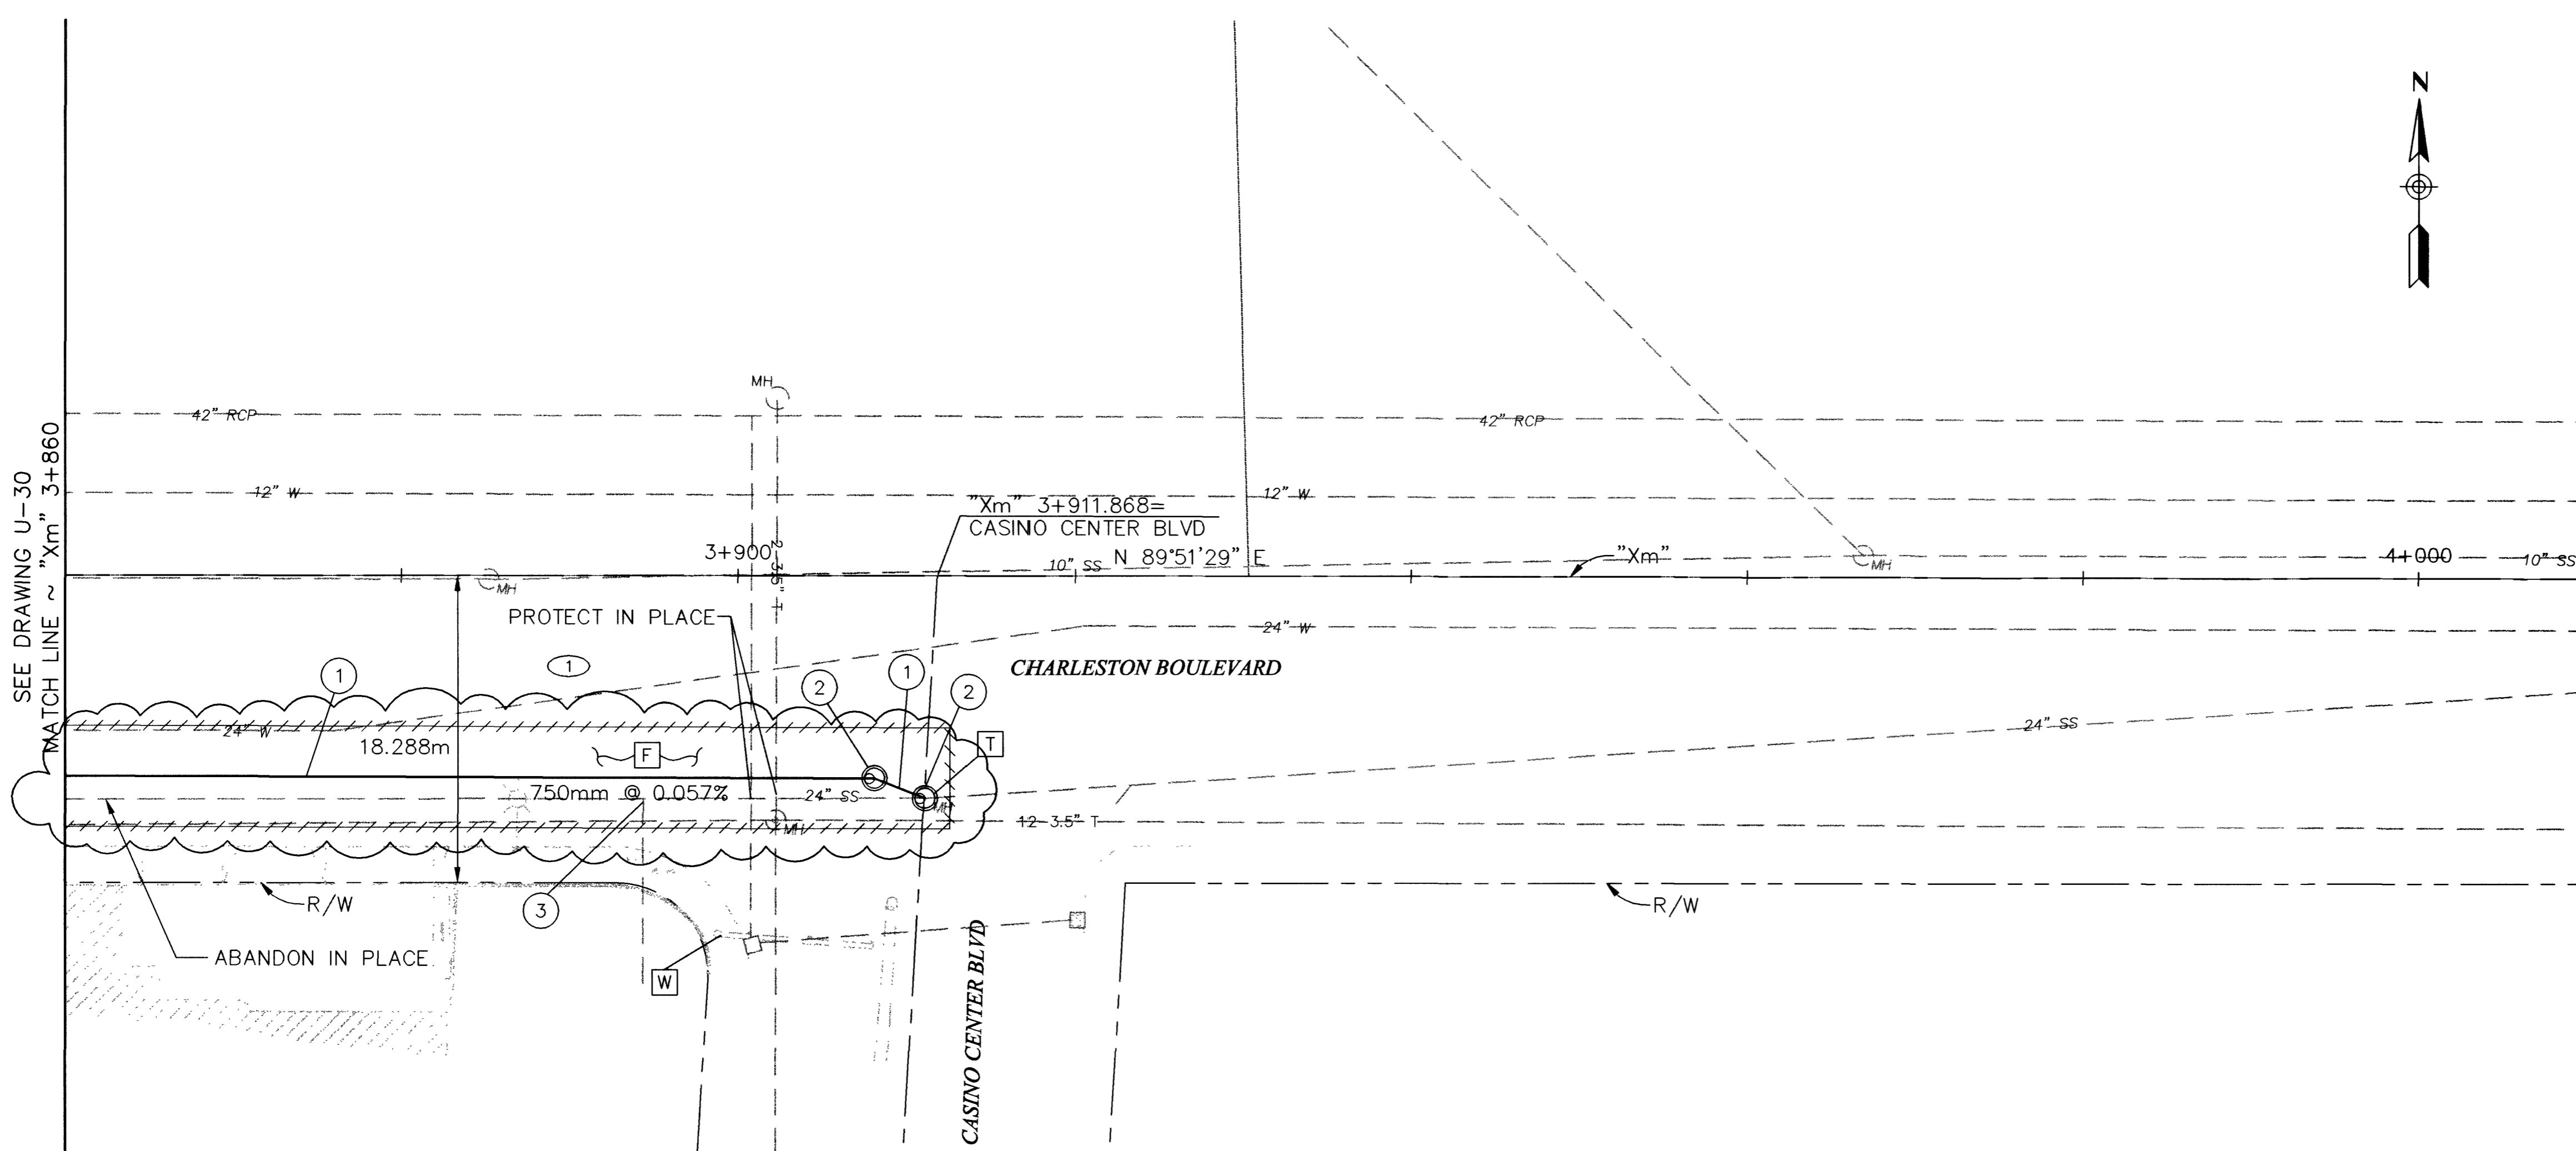 N
MH
42" RCP
42" RCP
SEE DRAWING U-30
MATCH LINE ~ "Xm" 3+860
12" W
12" W
"Xm" 3+911.868=
CASINO CENTER BLVD
3+900
N 89°51'29" E
"Xm"
4+000
10" SS
10" SS
MH
MH
PROTECT IN PLACE
24" W
CHARLESTON BOULEVARD
1
1
1
2
2
24" W
18.288m
F
T
24" SS
750mm @ 0.057%
24" SS
MH
MH
12-3.5" T
R/W
R/W
3
ABANDON IN PLACE
W
CASINO CENTER BLVD